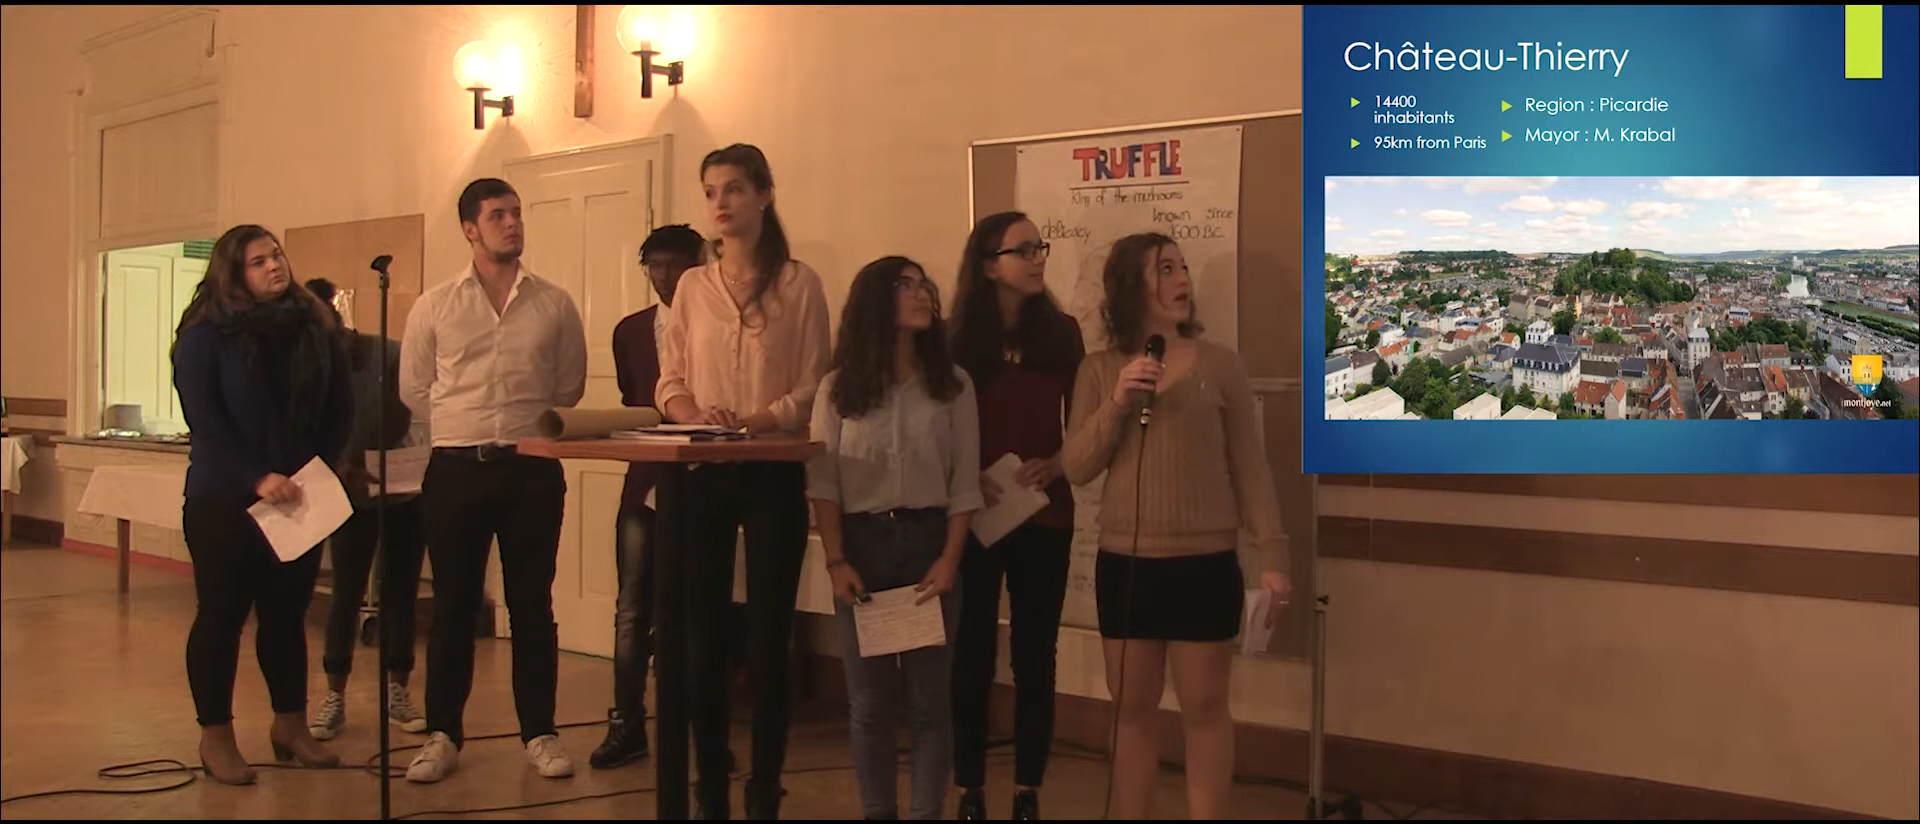 Château-Thierry
14400
inhabitants
95km from Paris
Region : Picardie
Mayor : M. Krabal
montjoye.net
TRUFFLE
King of the mushrooms
delicacy
known since
1600 B.C.